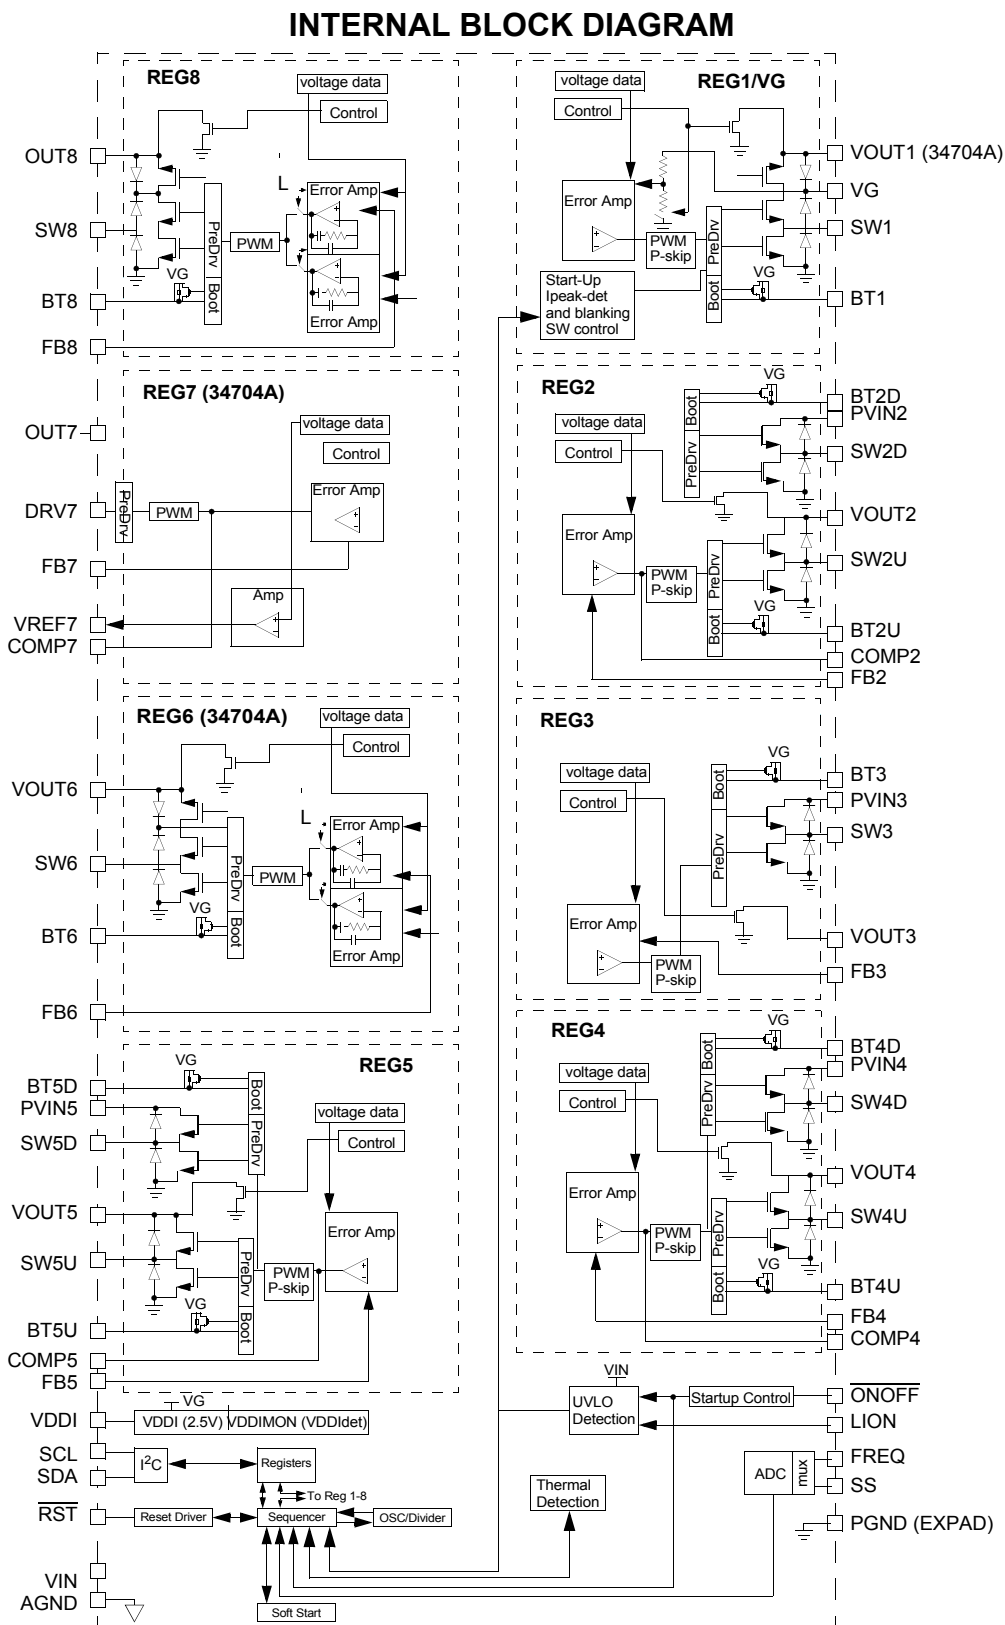 INTERNAL BLOCK DIAGRAM
REG8
voltage data
Control
OUT8
L
Error Amp
SW8
PreDrv
PWM
VG
BT8
Boot
Error Amp
FB8
REG7 (34704A)
voltage data
Control
OUT7
Error Amp
DRV7
PreDrv
PWM
FB7
Amp
VREF7
COMP7
REG6 (34704A)
voltage data
Control
VOUT6
L
Error Amp
SW6
PreDrv
PWM
VG
BT6
Boot
Error Amp
FB6
REG5
VG
BT5D
Boot
PVIN5
voltage data
SW5D
PreDrv
Control
VOUT5
Error Amp
SW5U
PreDrv
PWM
P-skip
VG
BT5U
Boot
COMP5
FB5
VG
VDDI
VDDI (2.5V)
VDDIMON (VDDIdet)
SCL
SDA
I2C
Registers
To Reg 1-8
RST
Reset Driver
Sequencer
OSC/Divider
VIN
AGND
Soft Start
voltage data
REG1/VG
Control
VOUT1 (34704A)
VG
Error Amp
SW1
PWM
P-skip
PreDrv
Start-Up
Ipeak-det
and blanking
SW control
Boot
VG
BT1
REG2
VG
BT2D
Boot
PVIN2
voltage data
Control
PreDrv
SW2D
VOUT2
Error Amp
SW2U
PWM
P-skip
PreDrv
VG
Boot
BT2U
COMP2
FB2
REG3
VG
BT3
voltage data
Boot
Control
PVIN3
SW3
PreDrv
Error Amp
VOUT3
PWM
P-skip
FB3
REG4
VG
BT4D
Boot
PVIN4
voltage data
Control
PreDrv
SW4D
VOUT4
Error Amp
SW4U
PWM
P-skip
PreDrv
VG
Boot
BT4U
FB4
COMP4
VIN
UVLO
Detection
Startup Control
ONOFF
LION
FREQ
ADC
mux
SS
Thermal
Detection
PGND (EXPAD)